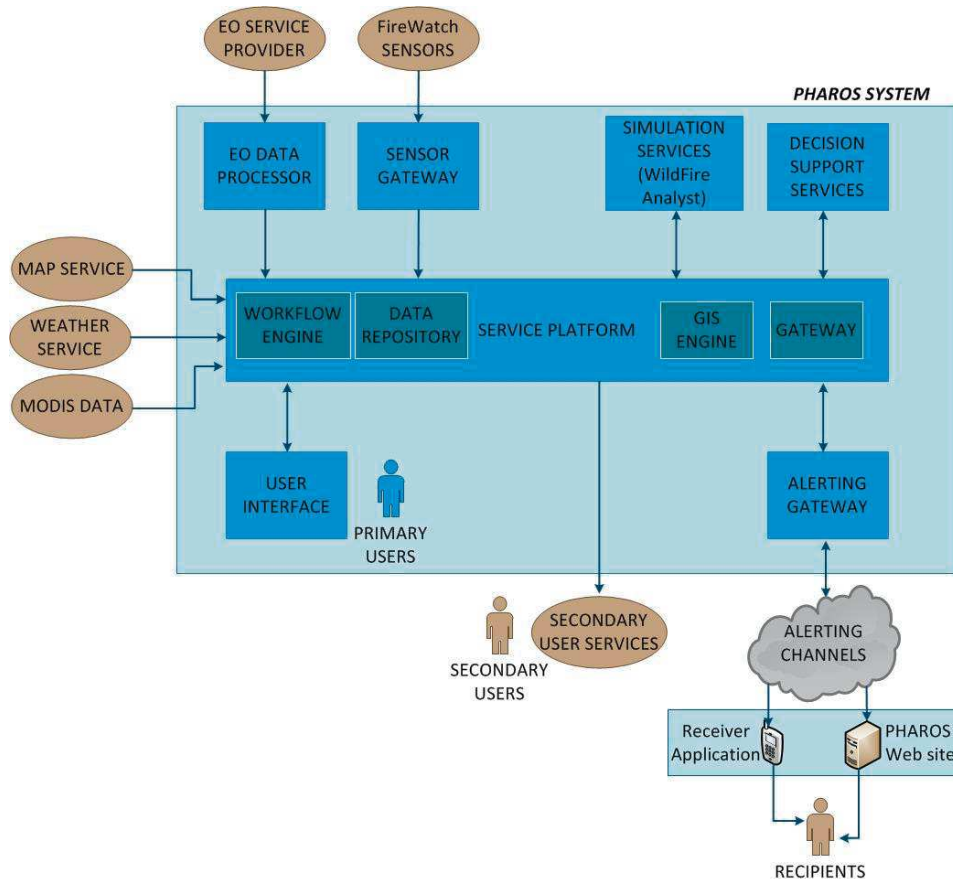 EO SERVICE
PROVIDER
FireWatch
SENSORS
PHAROS SYSTEM
EO DATA
PROCESSOR
SENSOR
GATEWAY
SIMULATION
SERVICES
(WildFire
Analyst)
DECISION
SUPPORT
SERVICES
MAP SERVICE
WEATHER
SERVICE
MODIS DATA
WORKFLOW
ENGINE
DATA
REPOSITORY
SERVICE PLATFORM
GIS
ENGINE
GATEWAY
USER
INTERFACE
PRIMARY
USERS
ALERTING
GATEWAY
SECONDARY
USERS
SECONDARY
USER SERVICES
ALERTING
CHANNELS
Receiver
Application
PHAROS
Web site
RECIPIENTS